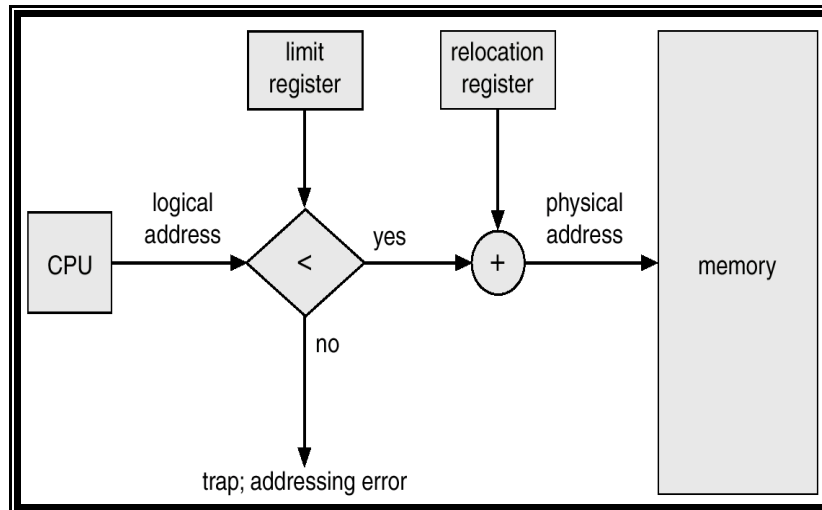 limit
register
relocation
register
logical
address
physical
address
CPU
<
yes
+
memory
no
trap; addressing error